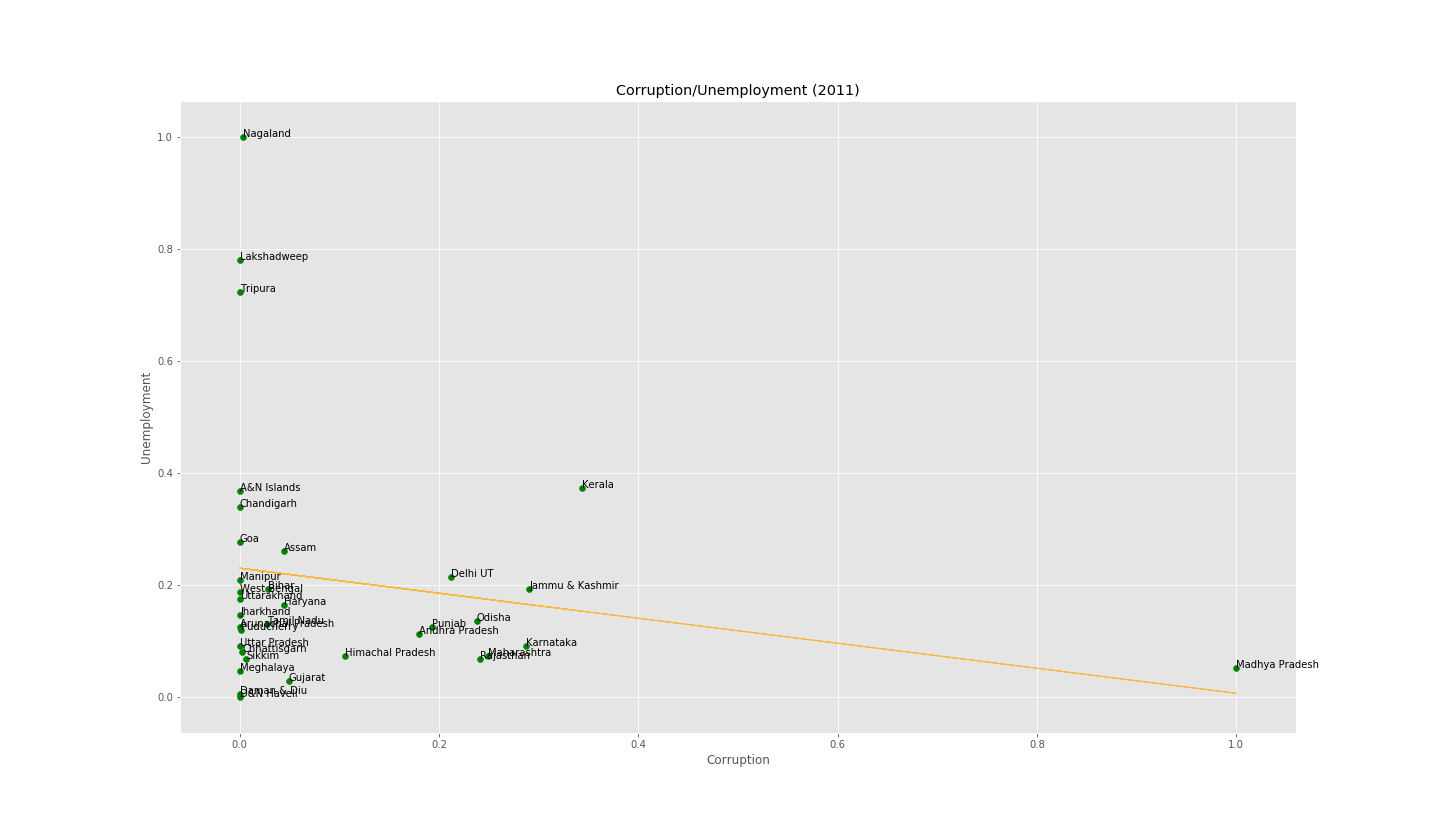 Corruption/Unemployment (2011)
1.0
Nagaland
0.8
Lakshadweep
Tripura
0.6
Unemployment
0.4
A&N Islands
Kerala
Chandigarh
Goa
Assam
Manipur
Delhi UT
0.2
Bihar
Jammu & Kashmir
West Bengal
Uttarakhand
Haryana
Jharkhand
Odisha
Tamil Nadu
Arunachal Pradesh
Punjab
Puducherry
Andhra Pradesh
Uttar Pradesh
Karnataka
Chhattisgarh
Himachal Pradesh
Maharashtra
Sikkim
Rajasthan
Madhya Pradesh
Meghalaya
Gujarat
Daman & Diu
D&N Haveli
0.0
0.0 0.2 0.4 0.6 0.8 1.0
Corruption